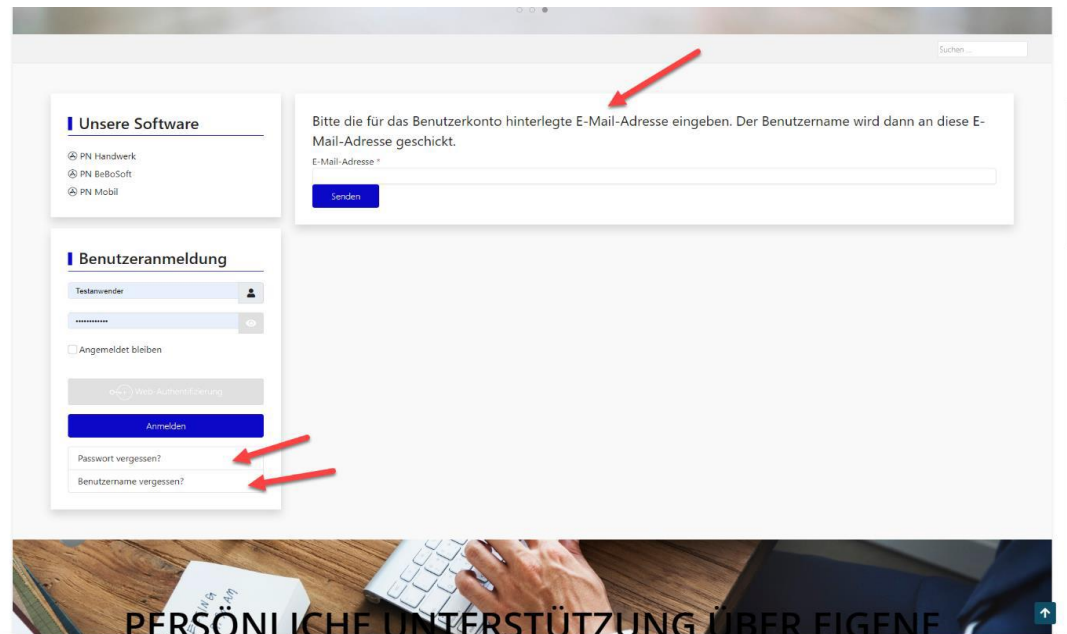 Suchen ...
Unsere Software
PN Handwerk
PN BeBoSoft
PN Mobil
Bitte die für das Benutzerkonto hinterlegte E-Mail-Adresse eingeben. Der Benutzername wird dann an diese E-
Mail-Adresse geschickt.
E-Mail-Adresse *
Senden
Benutzeranmeldung
Testanwender
Angemeldet bleiben
Web-Authentifizierung
Anmelden
Passwort vergessen?
Benutzername vergessen?
PERSÖNLICHE UNTERSTÜTZUNG ÜBER EIGENE